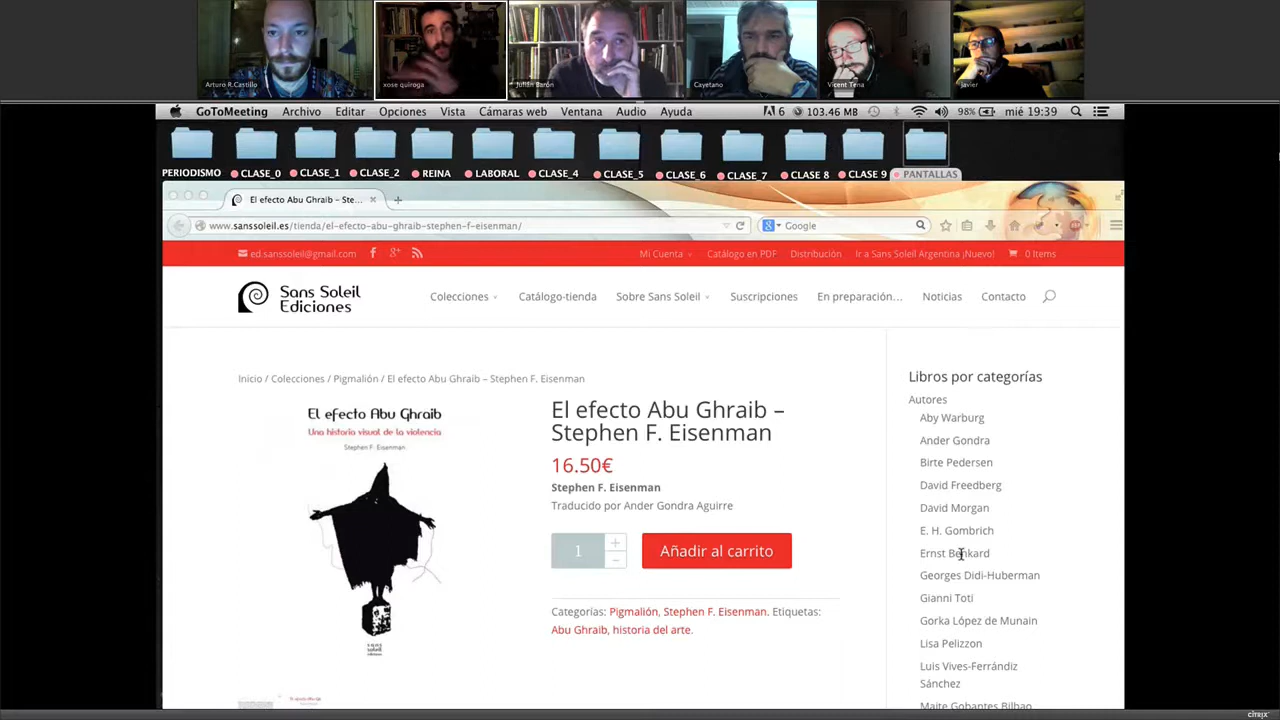 Arturo R.Castillo
xose quiroga
Julián Barón
Cayetano
Vicent Tena
Javier
GoToMeeting Archivo Editar Opciones Vista Cámaras web Ventana Audio Ayuda
6 103.46 MB 98% mié 19:39
PERIODISMO CLASE_0 CLASE_1 CLASE_2 REINA LABORAL CLASE_4 CLASE_5 CLASE_6 CLASE_7 CLASE 8 CLASE 9 PANTALLAS
El efecto Abu Ghraib – Ste...
www.sanssoleil.es/tienda/el-efecto-abu-ghraib-stephen-f-eisenman/
Google
ed.sanssoleil@gmail.com
Mi Cuenta Catálogo en PDF Distribución Ir a Sans Soleil Argentina ¡Nuevo! 0 Items
Sans Soleil
Ediciones
Colecciones Catálogo-tienda Sobre Sans Soleil Suscripciones En preparación... Noticias Contacto
Inicio / Colecciones / Pigmalión / El efecto Abu Ghraib – Stephen F. Eisenman
El efecto Abu Ghraib
Una historia visual de la violencia
Stephen F. Eisenman
sans
soleil
ediciones
El efecto Abu Ghraib –
Stephen F. Eisenman
16.50€
Stephen F. Eisenman
Traducido por Ander Gondra Aguirre
1
+
−
Añadir al carrito
Categorías: Pigmalión, Stephen F. Eisenman. Etiquetas:
Abu Ghraib, historia del arte.
Libros por categorías
Autores
Aby Warburg
Ander Gondra
Birte Pedersen
David Freedberg
David Morgan
E. H. Gombrich
Ernst Benkard
Georges Didi-Huberman
Gianni Toti
Gorka López de Munain
Lisa Pelizzon
Luis Vives-Ferrándiz
Sánchez
Maite Gobantes Bilbao
CITRIX